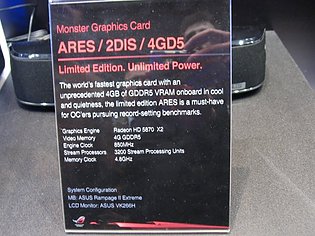 Monster Graphics Card
ARES / 2DIS / 4GD5
Limited Edition. Unlimited Power.
The world's fastest graphics card with an
unprecedented 4GB of GDDR5 VRAM onboard in cool
and quietness, the limited edition ARES is a must-have
for OC'ers pursuing record-setting benchmarks.
Graphics Engine Radeon HD 5870 X2
Video Memory 4G GDDR5
Engine Clock 850MHz
Stream Processors 3200 Stream Processing Units
Memory Clock 4.8GHz
System Configuration
MB: ASUS Rampage II Extreme
LCD Monitor: ASUS VK266H